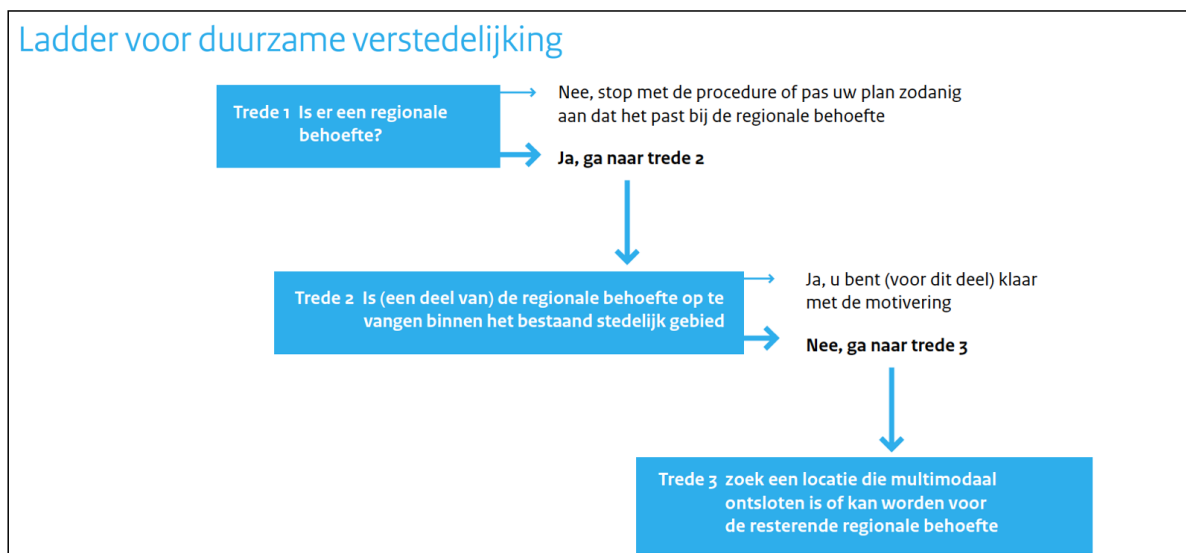 Ladder voor duurzame verstedelijking
Trede 1 Is er een regionale
behoefte?
Nee, stop met de procedure of pas uw plan zodanig
aan dat het past bij de regionale behoefte
Ja, ga naar trede 2
Trede 2 Is (een deel van) de regionale behoefte op te
vangen binnen het bestaand stedelijk gebied
Ja, u bent (voor dit deel) klaar
met de motivering
Nee, ga naar trede 3
Trede 3 zoek een locatie die multimodaal
ontsloten is of kan worden voor
de resterende regionale behoefte